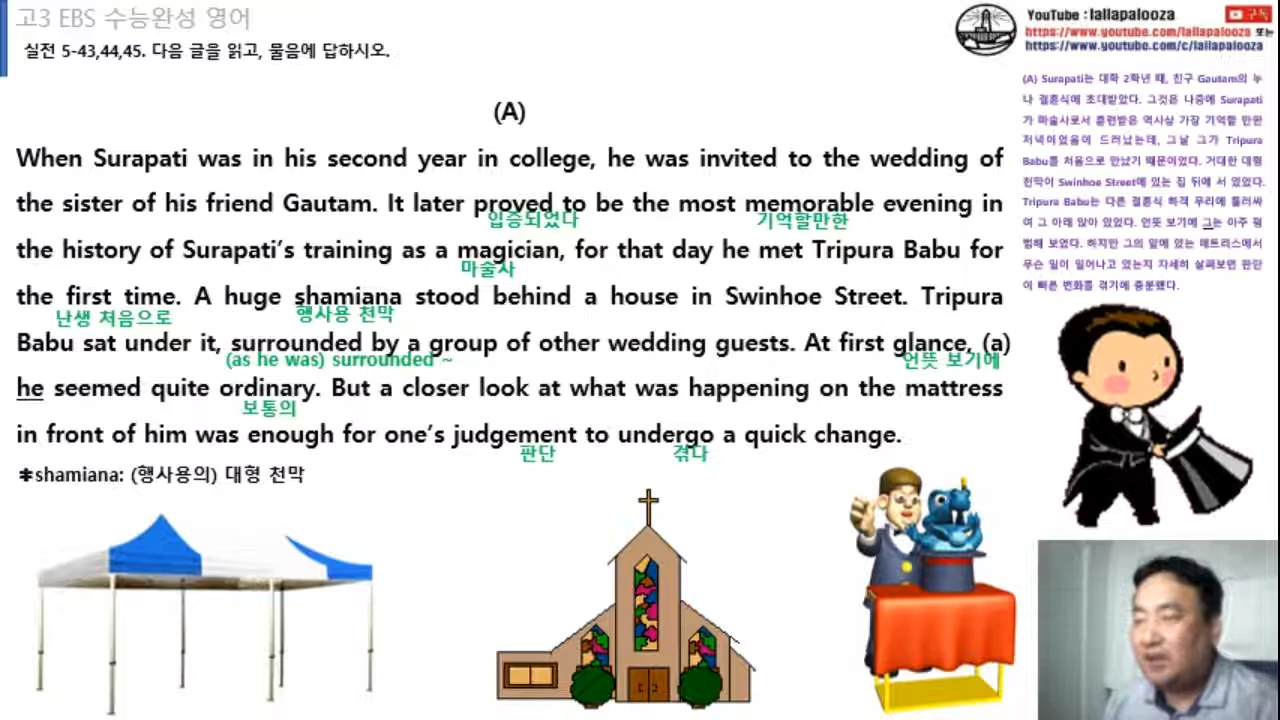 고3 EBS 수능완성 영어
실전 5-43,44,45. 다음 글을 읽고, 물음에 답하시오.
YouTube : lallapalooza
구독
https://www.youtube.com/lallapalooza 또는
https://www.youtube.com/c/lallapalooza
(A)
When Surapati was in his second year in college, he was invited to the wedding of
the sister of his friend Gautam. It later proved to be the most memorable evening in
입증되었다 기억할만한
the history of Surapati's training as a magician, for that day he met Tripura Babu for
마술사
the first time. A huge shamiana stood behind a house in Swinhoe Street. Tripura
난생 처음으로 행사용 천막
Babu sat under it, surrounded by a group of other wedding guests. At first glance, (a)
(as he was) surrounded ~ 언뜻 보기에
he seemed quite ordinary. But a closer look at what was happening on the mattress
보통의
in front of him was enough for one's judgement to undergo a quick change.
판단 겪다
✱shamiana: (행사용의) 대형 천막
(A) Surapati는 대학 2학년 때, 친구 Gautam의 누
나 결혼식에 초대받았다. 그것은 나중에 Surapati
가 마술사로서 훈련받은 역사상 가장 기억할 만한
저녁이었음이 드러났는데, 그날 그가 Tripura
Babu를 처음으로 만났기 때문이었다. 거대한 대형
천막이 Swinhoe Street에 있는 집 뒤에 서 있었다.
Tripura Babu는 다른 결혼식 하객 무리에 둘러싸
여 그 아래 앉아 있었다. 언뜻 보기에 그는 아주 평
범해 보였다. 하지만 그의 앞에 있는 매트리스에서
무슨 일이 일어나고 있는지 자세히 살펴보면 판단
이 빠른 변화를 겪기에 충분했다.